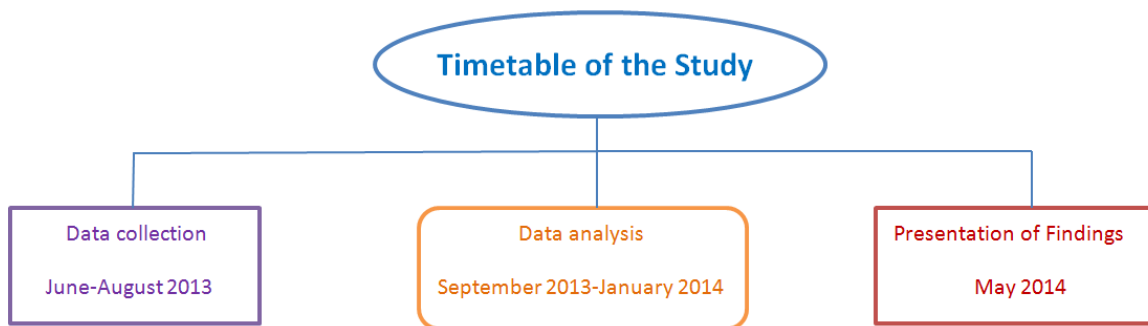 Timetable of the Study
Data collection
June-August 2013
Data analysis
September 2013-January 2014
Presentation of Findings
May 2014